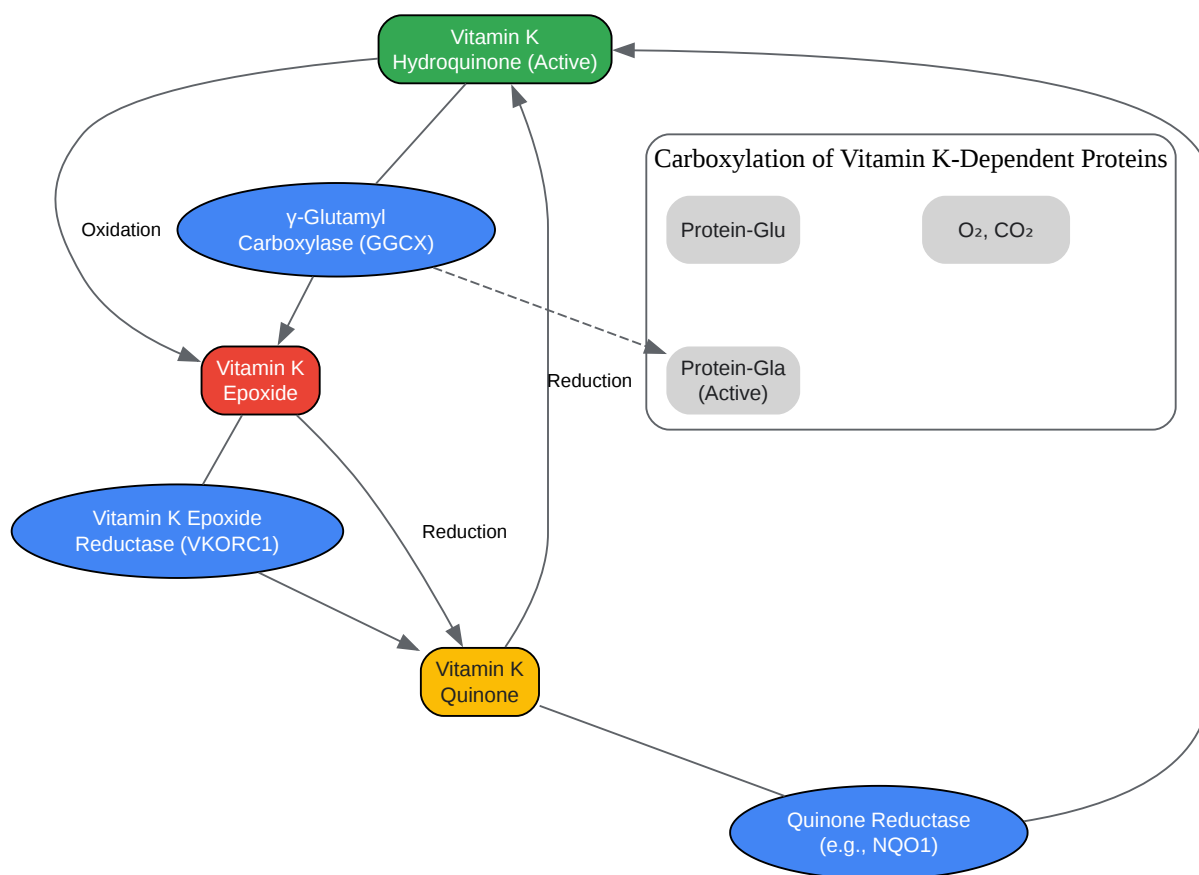 Vitamin K
Hydroquinone (Active)
Carboxylation of Vitamin K-Dependent Proteins
Oxidation
γ-Glutamyl
Carboxylase (GGCX)
Protein-Glu
O₂, CO₂
Vitamin K
Epoxide
Reduction
Protein-Gla
(Active)
Vitamin K Epoxide
Reductase (VKORC1)
Reduction
Vitamin K
Quinone
Quinone Reductase
(e.g., NQO1)